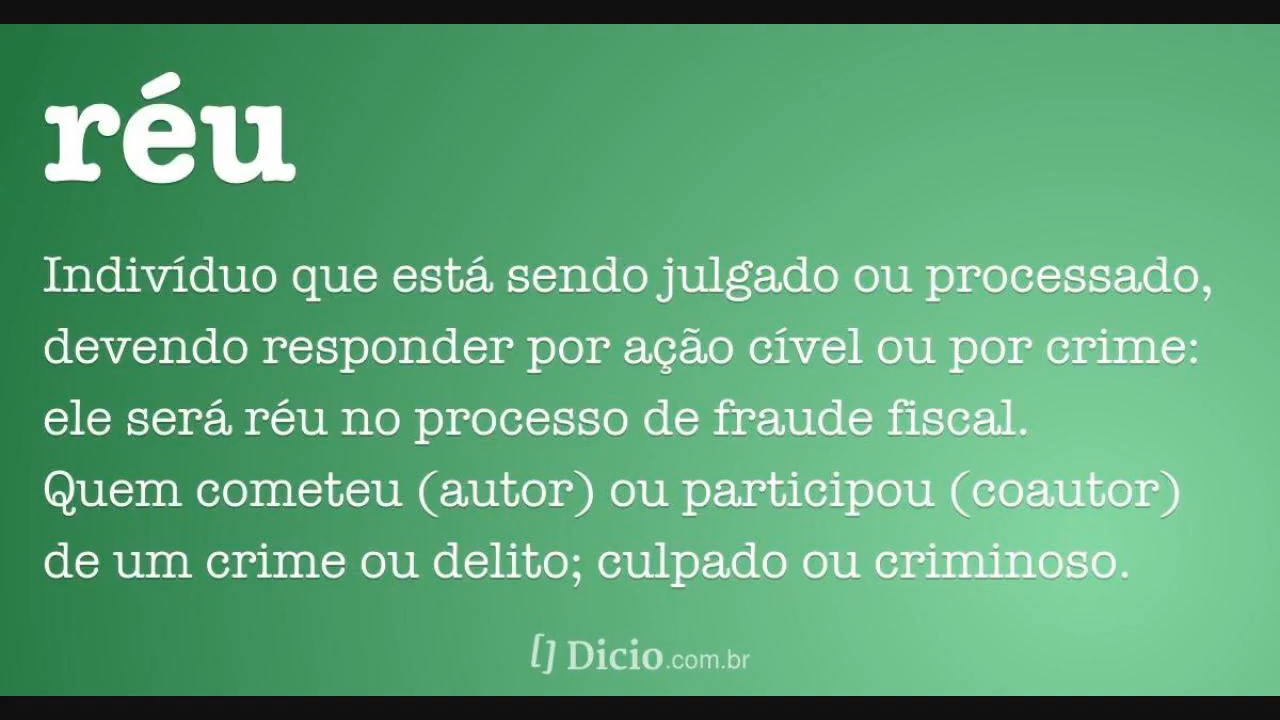 réu
Indivíduo que está sendo julgado ou processado,
devendo responder por ação cível ou por crime:
ele será réu no processo de fraude fiscal.
Quem cometeu (autor) ou participou (coautor)
de um crime ou delito; culpado ou criminoso.
[] Dicio.com.br